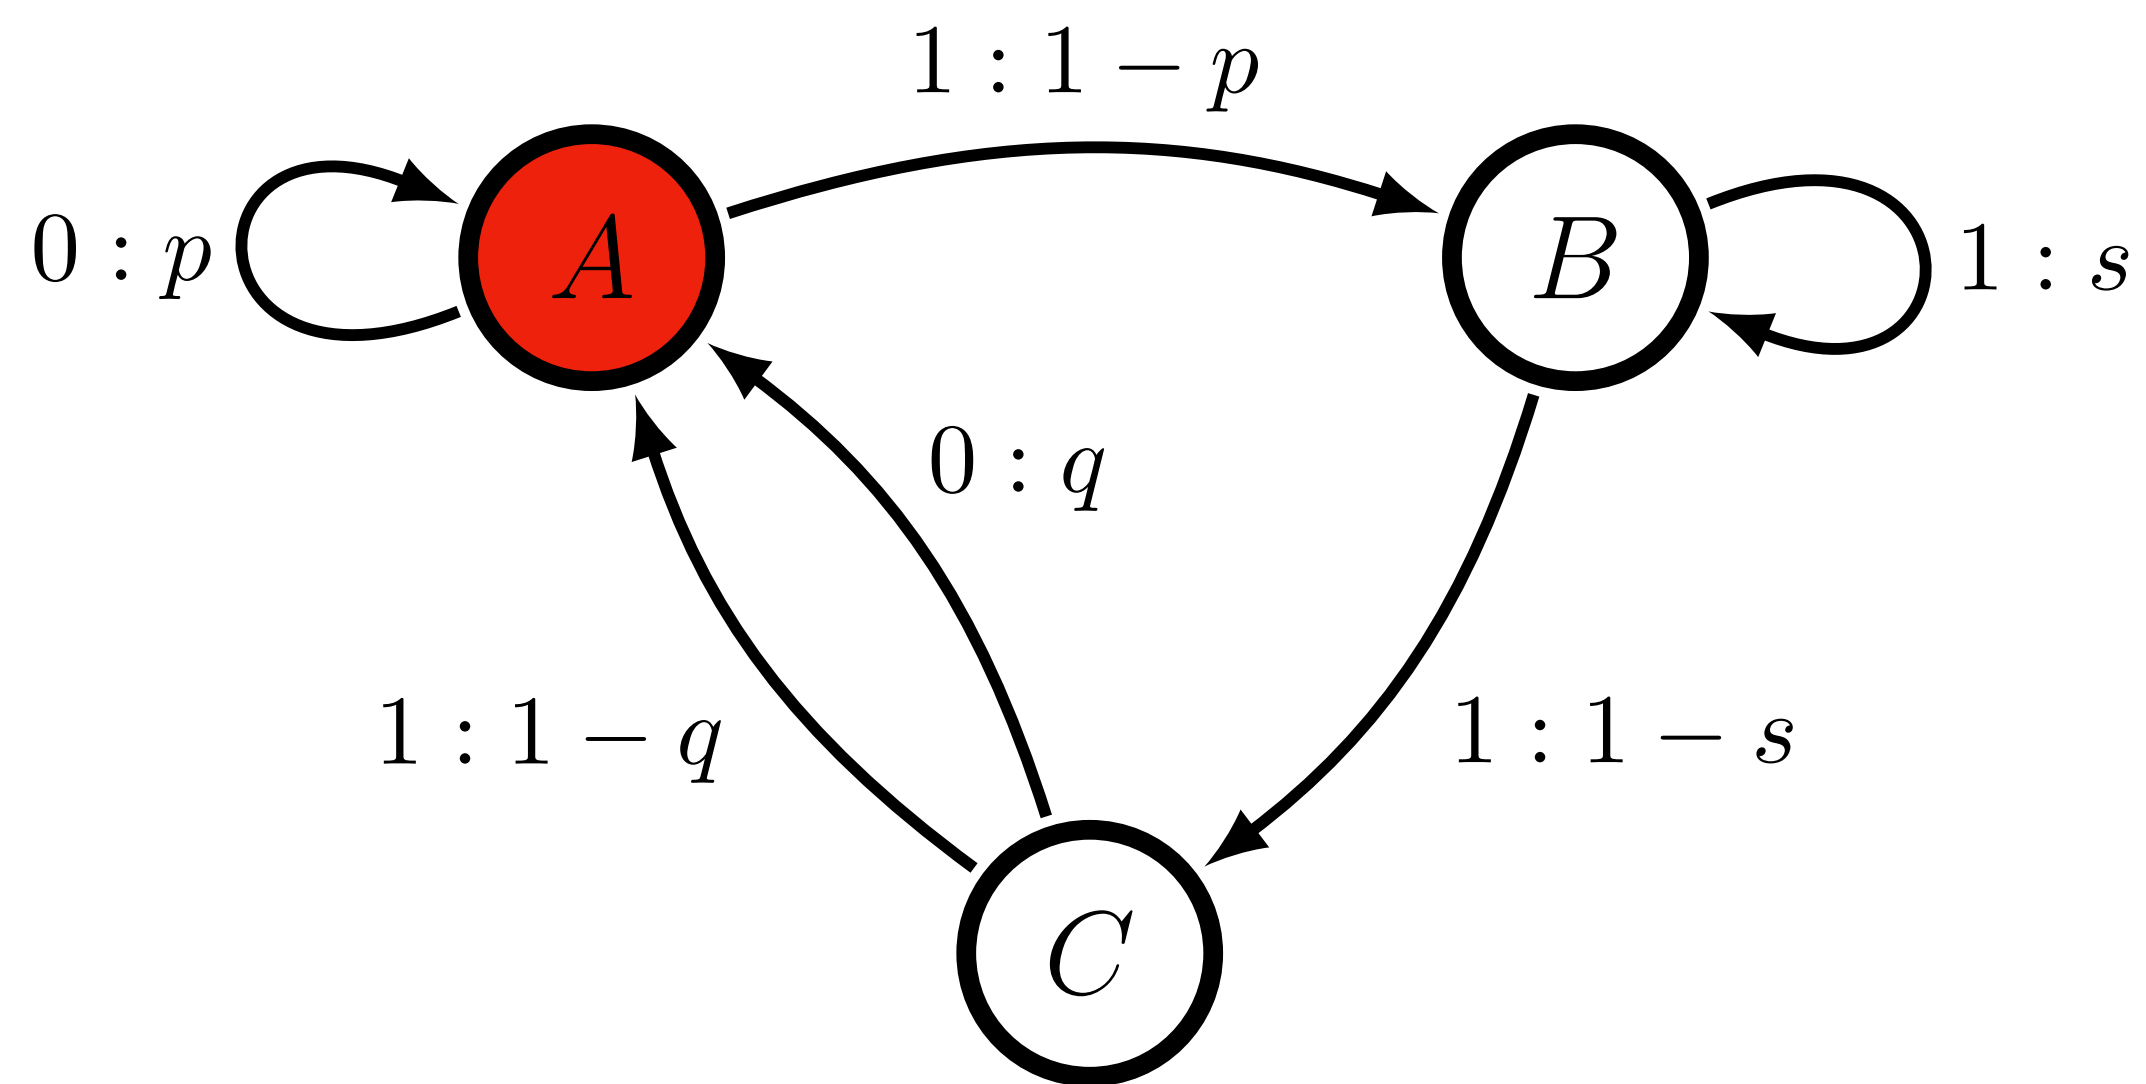 1 : 1 − p
0 : p
A
B
1 : s
0 : q
1 : 1 − q
1 : 1 − s
C